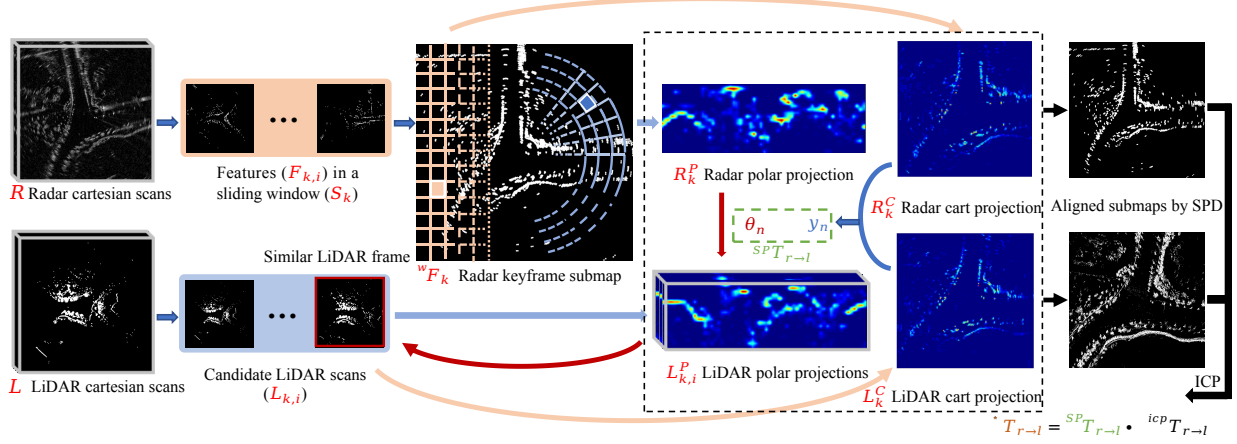 R Radar cartesian scans
Features (F_{k,i}) in a
sliding window (S_k)
^wF_k Radar keyframe submap
R_k^P Radar polar projection
θ_n y_n
^{SP}T_{r→l}
R_k^C Radar cart projection
Aligned submaps by SPD
L LiDAR cartesian scans
Similar LiDAR frame
Candidate LiDAR scans
(L_{k,i})
L_{k,i}^P LiDAR polar projections
L_k^C LiDAR cart projection
ICP
^*T_{r→l} = ^{SP}T_{r→l} • ^{icp}T_{r→l}